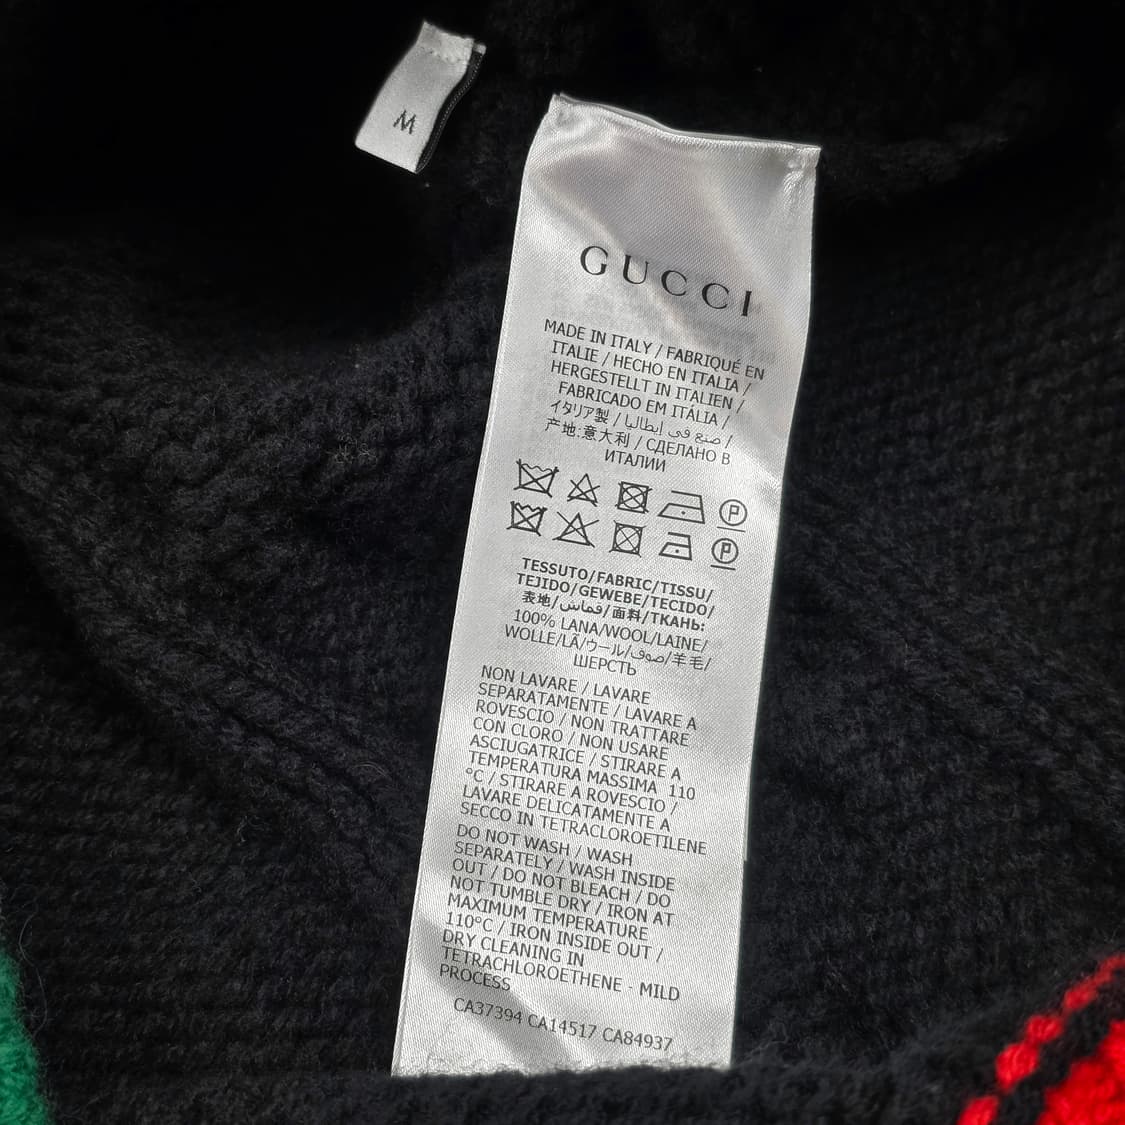 M
GUCCI
MADE IN ITALY / FABRIQUÉ EN
ITALIE / HECHO EN ITALIA /
HERGESTELLT IN ITALIEN /
FABRICADO EM ITÁLIA /
イタリア製 / صنع في إيطاليا /
产地:意大利 / СДЕЛАНО В
ИТАЛИИ
P
P
TESSUTO/FABRIC/TISSU/
TEJIDO/GEWEBE/TECIDO/
表地/قماش/面料/ТКАНЬ:
100% LANA/WOOL/LAINE/
WOLLE/LÃ/ウール/صوف/羊毛/
ШЕРСТЬ
NON LAVARE / LAVARE
SEPARATAMENTE / LAVARE A
ROVESCIO / NON TRATTARE
CON CLORO / NON USARE
ASCIUGATRICE / STIRARE A
TEMPERATURA MASSIMA 110
°C / STIRARE A ROVESCIO /
LAVARE DELICATAMENTE A
SECCO IN TETRACLOROETILENE
DO NOT WASH / WASH
SEPARATELY / WASH INSIDE
OUT / DO NOT BLEACH / DO
NOT TUMBLE DRY / IRON AT
MAXIMUM TEMPERATURE
110°C / IRON INSIDE OUT /
DRY CLEANING IN
TETRACHLOROETHENE - MILD
PROCESS
CA37394 CA14517 CA84937